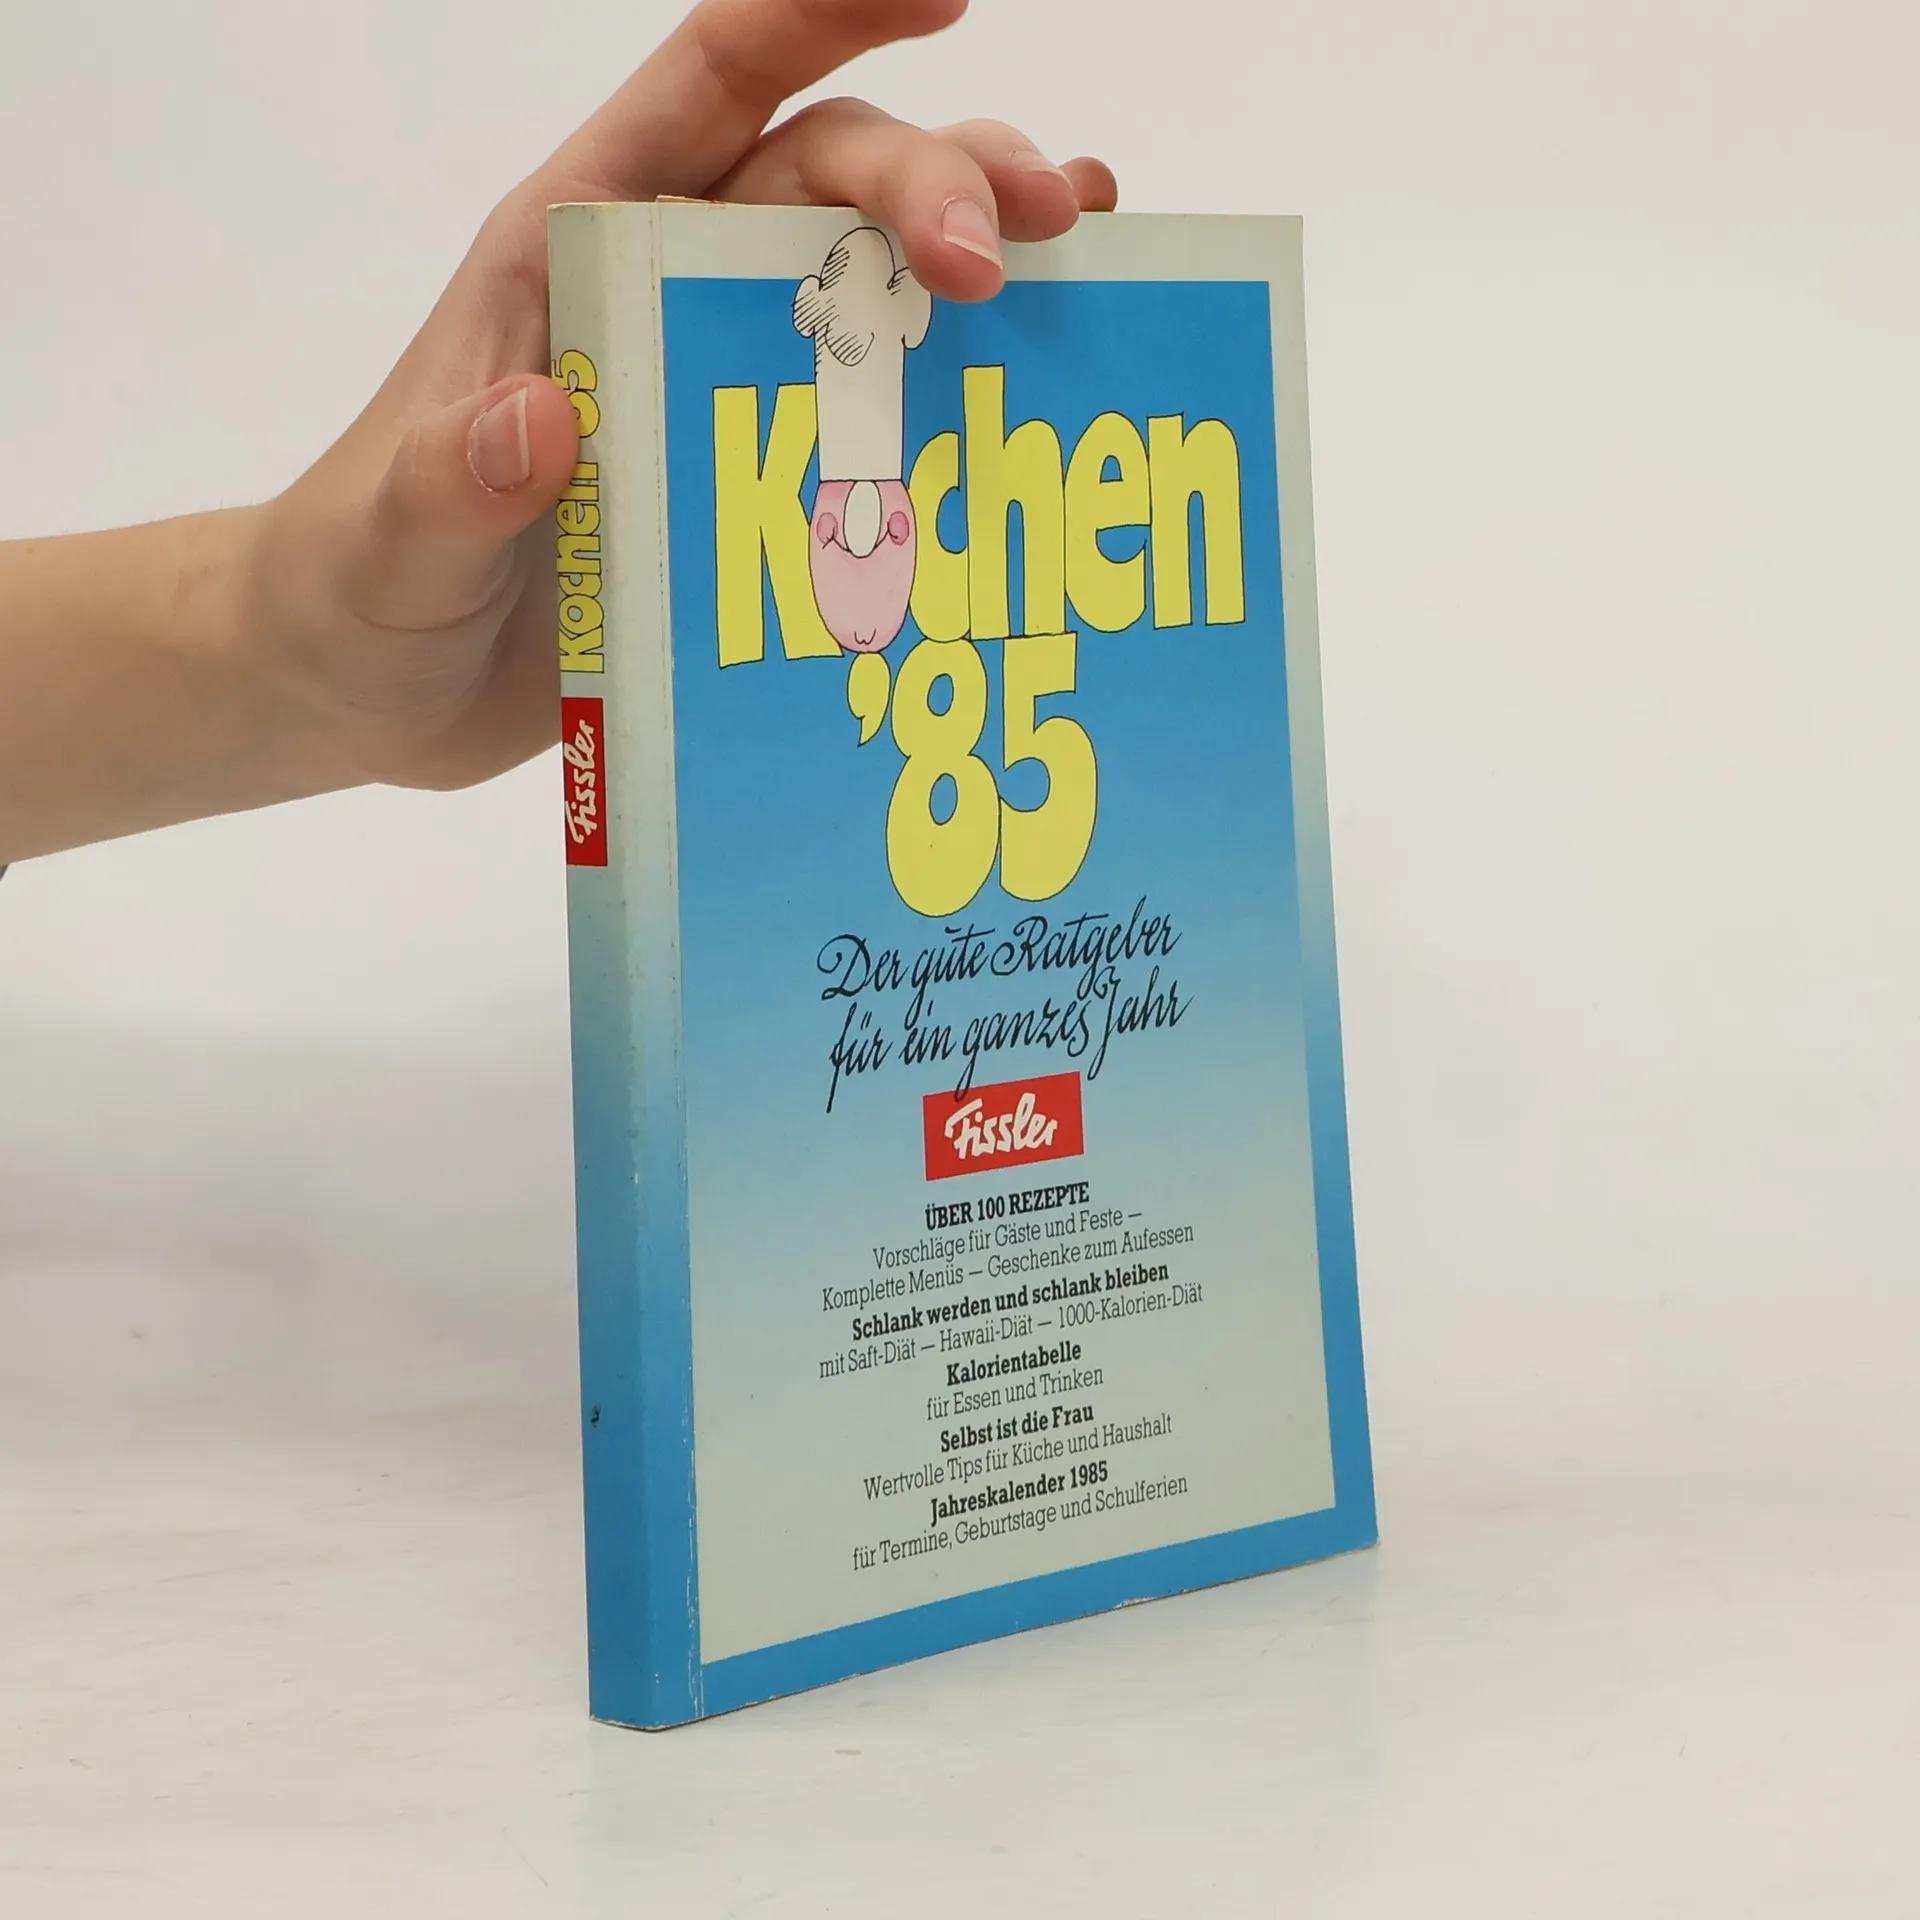 Kochen '85
Fissler
Kochen
'85
Der gute Ratgeber
für ein ganzes Jahr
Fissler
ÜBER 100 REZEPTE
Vorschläge für Gäste und Feste –
Komplette Menüs – Geschenke zum Aufessen
Schlank werden und schlank bleiben
mit Saft-Diät – Hawaii-Diät – 1000-Kalorien-Diät
Kalorientabelle
für Essen und Trinken
Selbst ist die Frau
Wertvolle Tips für Küche und Haushalt
Jahreskalender 1985
für Termine, Geburtstage und Schulferien